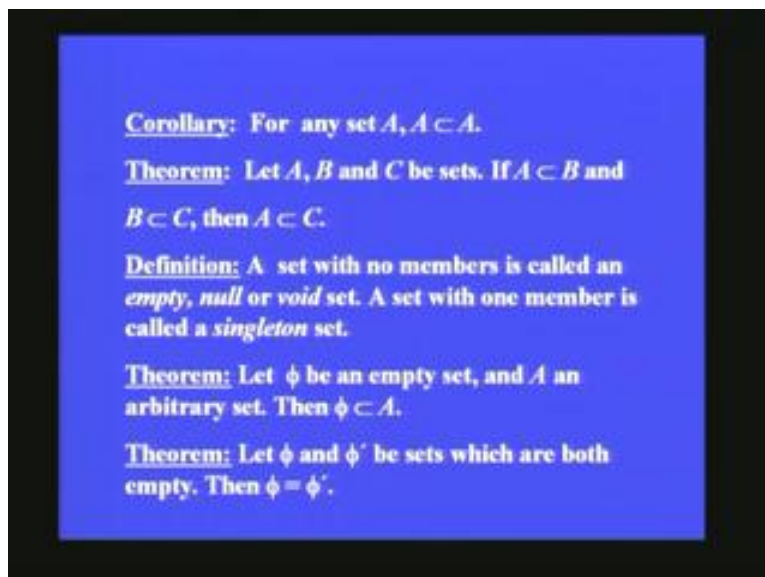 Corollary: For any set A, A ⊂ A.
Theorem: Let A, B and C be sets. If A ⊂ B and
B ⊂ C, then A ⊂ C.
Definition: A set with no members is called an
empty, null or void set. A set with one member is
called a singleton set.
Theorem: Let ϕ be an empty set, and A an
arbitrary set. Then ϕ ⊂ A.
Theorem: Let ϕ and ϕ´ be sets which are both
empty. Then ϕ = ϕ´.